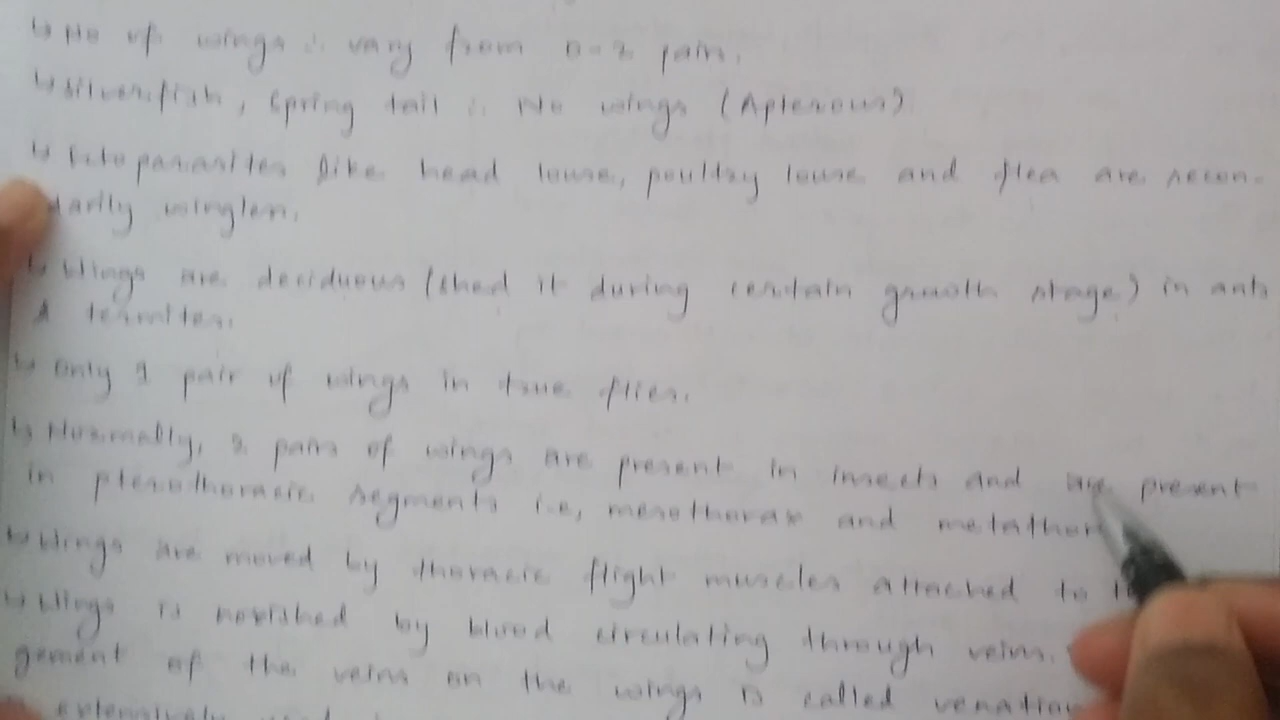 ↳ No of wings : vary from 0-2 pair.
↳ Silverfish, Spring tail : No wings (Apterous)
↳ Ectoparasites like head louse, poultry louse and flea are secon-
darily wingless.
↳ Wings are deciduous (shed it during certain growth stage) in ants
& termites.
↳ Only 1 pair of wings in true flies.
↳ Normally, 2 pairs of wings are present in insects and are present
in pterothoracic segments i.e, mesothorax and metathor
↳ Wings are moved by thoracic flight muscles attached to
↳ Wings is norished by blood circulating through veins.
gement of the veins on the wings is called venation
extensively